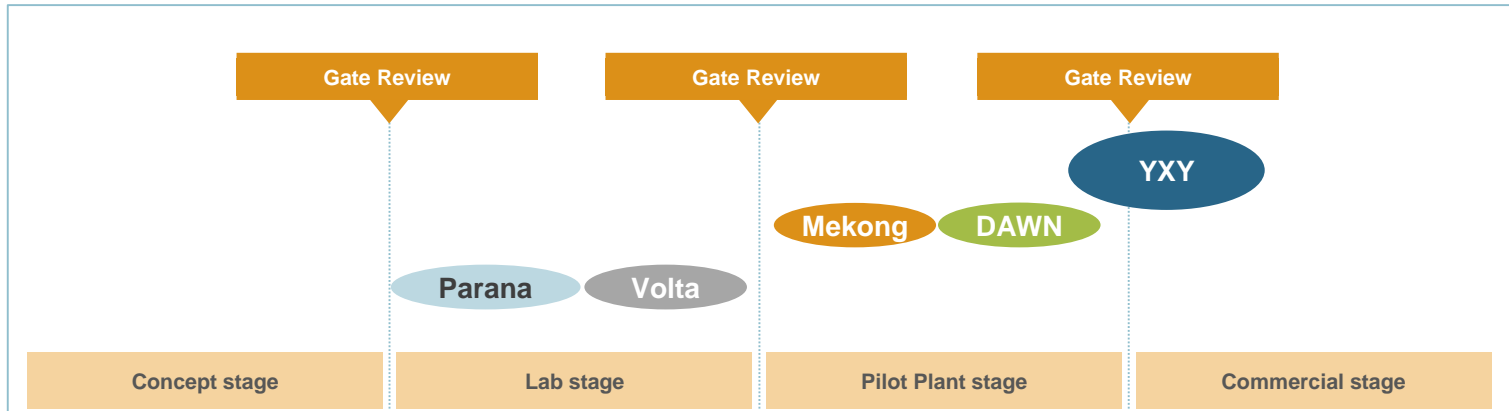 Gate Review
Gate Review
Gate Review
YXY
Mekong
DAWN
Parana
Volta
Concept stage
Lab stage
Pilot Plant stage
Commercial stage